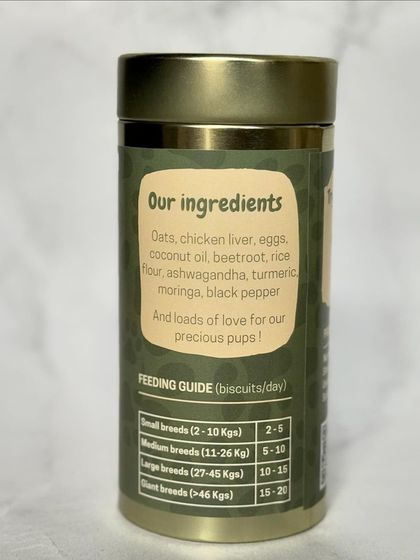 Our ingredients
Oats, chicken liver, eggs,
coconut oil, beetroot, rice
flour, ashwagandha, turmeric,
moringa, black pepper
And loads of love for our
precious pups !
FEEDING GUIDE (biscuits/day)
Small breeds (2 - 10 Kgs) 2 - 5
Medium breeds (11-26 Kg) 5 - 10
Large breeds (27-45 Kgs) 10 - 15
Giant breeds (>46 Kgs) 15 - 20